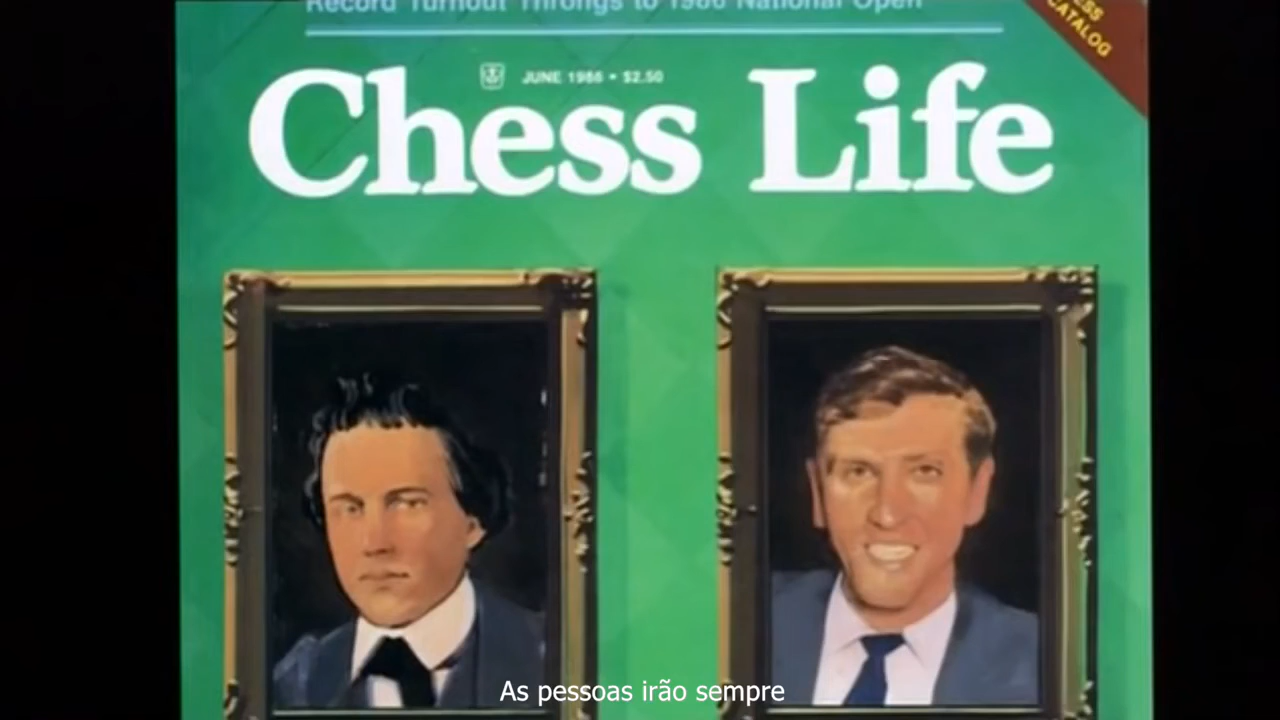 Record Turnout Throngs to 1986 National Open
CATALOG
JUNE 1986 • $2.50
Chess Life
As pessoas irão sempre